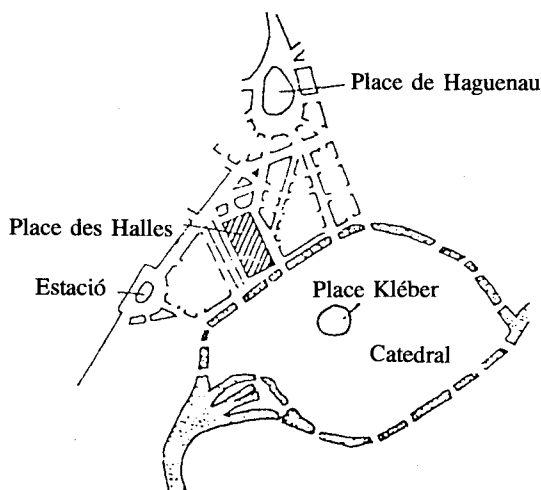 Place de Haguenau
Place des Halles
Estació
Place Kléber
Catedral